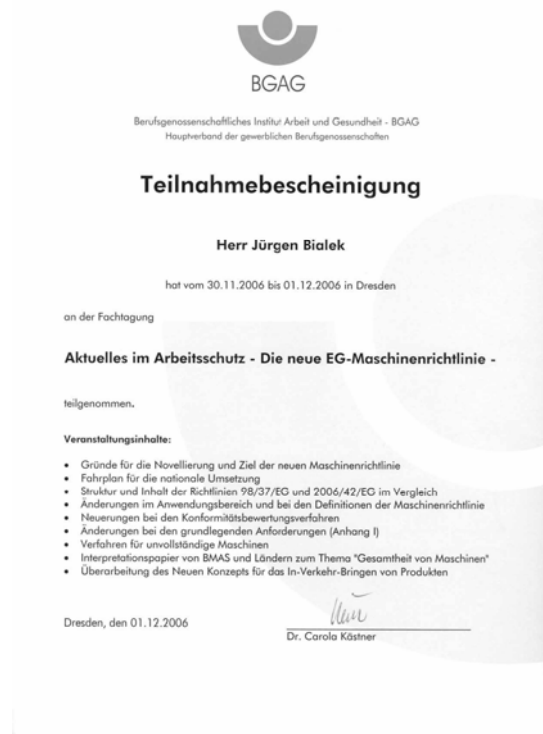 BGAG
Berufsgenossenschaftliches Institut Arbeit und Gesundheit - BGAG
Hauptverband der gewerblichen Berufsgenossenschaften
Teilnahmebescheinigung
Herr Jürgen Bialek
hat vom 30.11.2006 bis 01.12.2006 in Dresden
an der Fachtagung
Aktuelles im Arbeitsschutz - Die neue EG-Maschinenrichtlinie -
teilgenommen.
Veranstaltungsinhalte:
• Gründe für die Novellierung und Ziel der neuen Maschinenrichtlinie
• Fahrplan für die nationale Umsetzung
• Struktur und Inhalt der Richtlinien 98/37/EG und 2006/42/EG im Vergleich
• Änderungen im Anwendungsbereich und bei den Definitionen der Maschinenrichtlinie
• Neuerungen bei den Konformitätsbewertungsverfahren
• Änderungen bei den grundlegenden Anforderungen (Anhang I)
• Verfahren für unvollständige Maschinen
• Interpretationspapier von BMAS und Ländern zum Thema "Gesamtheit von Maschinen"
• Überarbeitung des Neuen Konzepts für das In-Verkehr-Bringen von Produkten
Dresden, den 01.12.2006
Dr. Carola Kästner